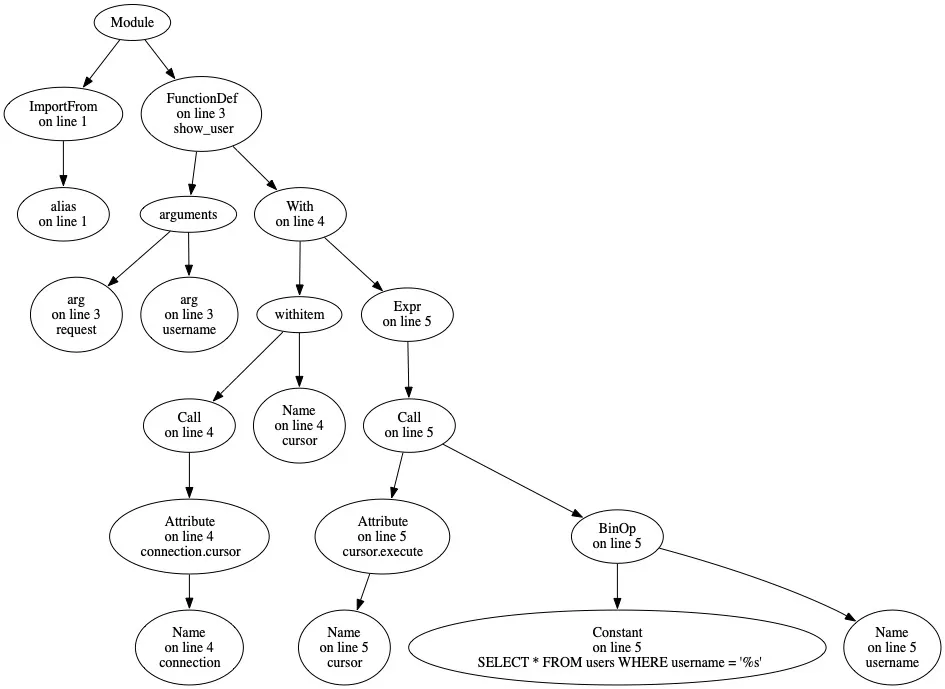 Module
ImportFrom
on line 1
FunctionDef
on line 3
show_user
alias
on line 1
arguments
With
on line 4
arg
on line 3
request
arg
on line 3
username
withitem
Expr
on line 5
Call
on line 4
Name
on line 4
cursor
Call
on line 5
Attribute
on line 4
connection.cursor
Attribute
on line 5
cursor.execute
BinOp
on line 5
Name
on line 4
connection
Name
on line 5
cursor
Constant
on line 5
SELECT * FROM users WHERE username = '%s'
Name
on line 5
username